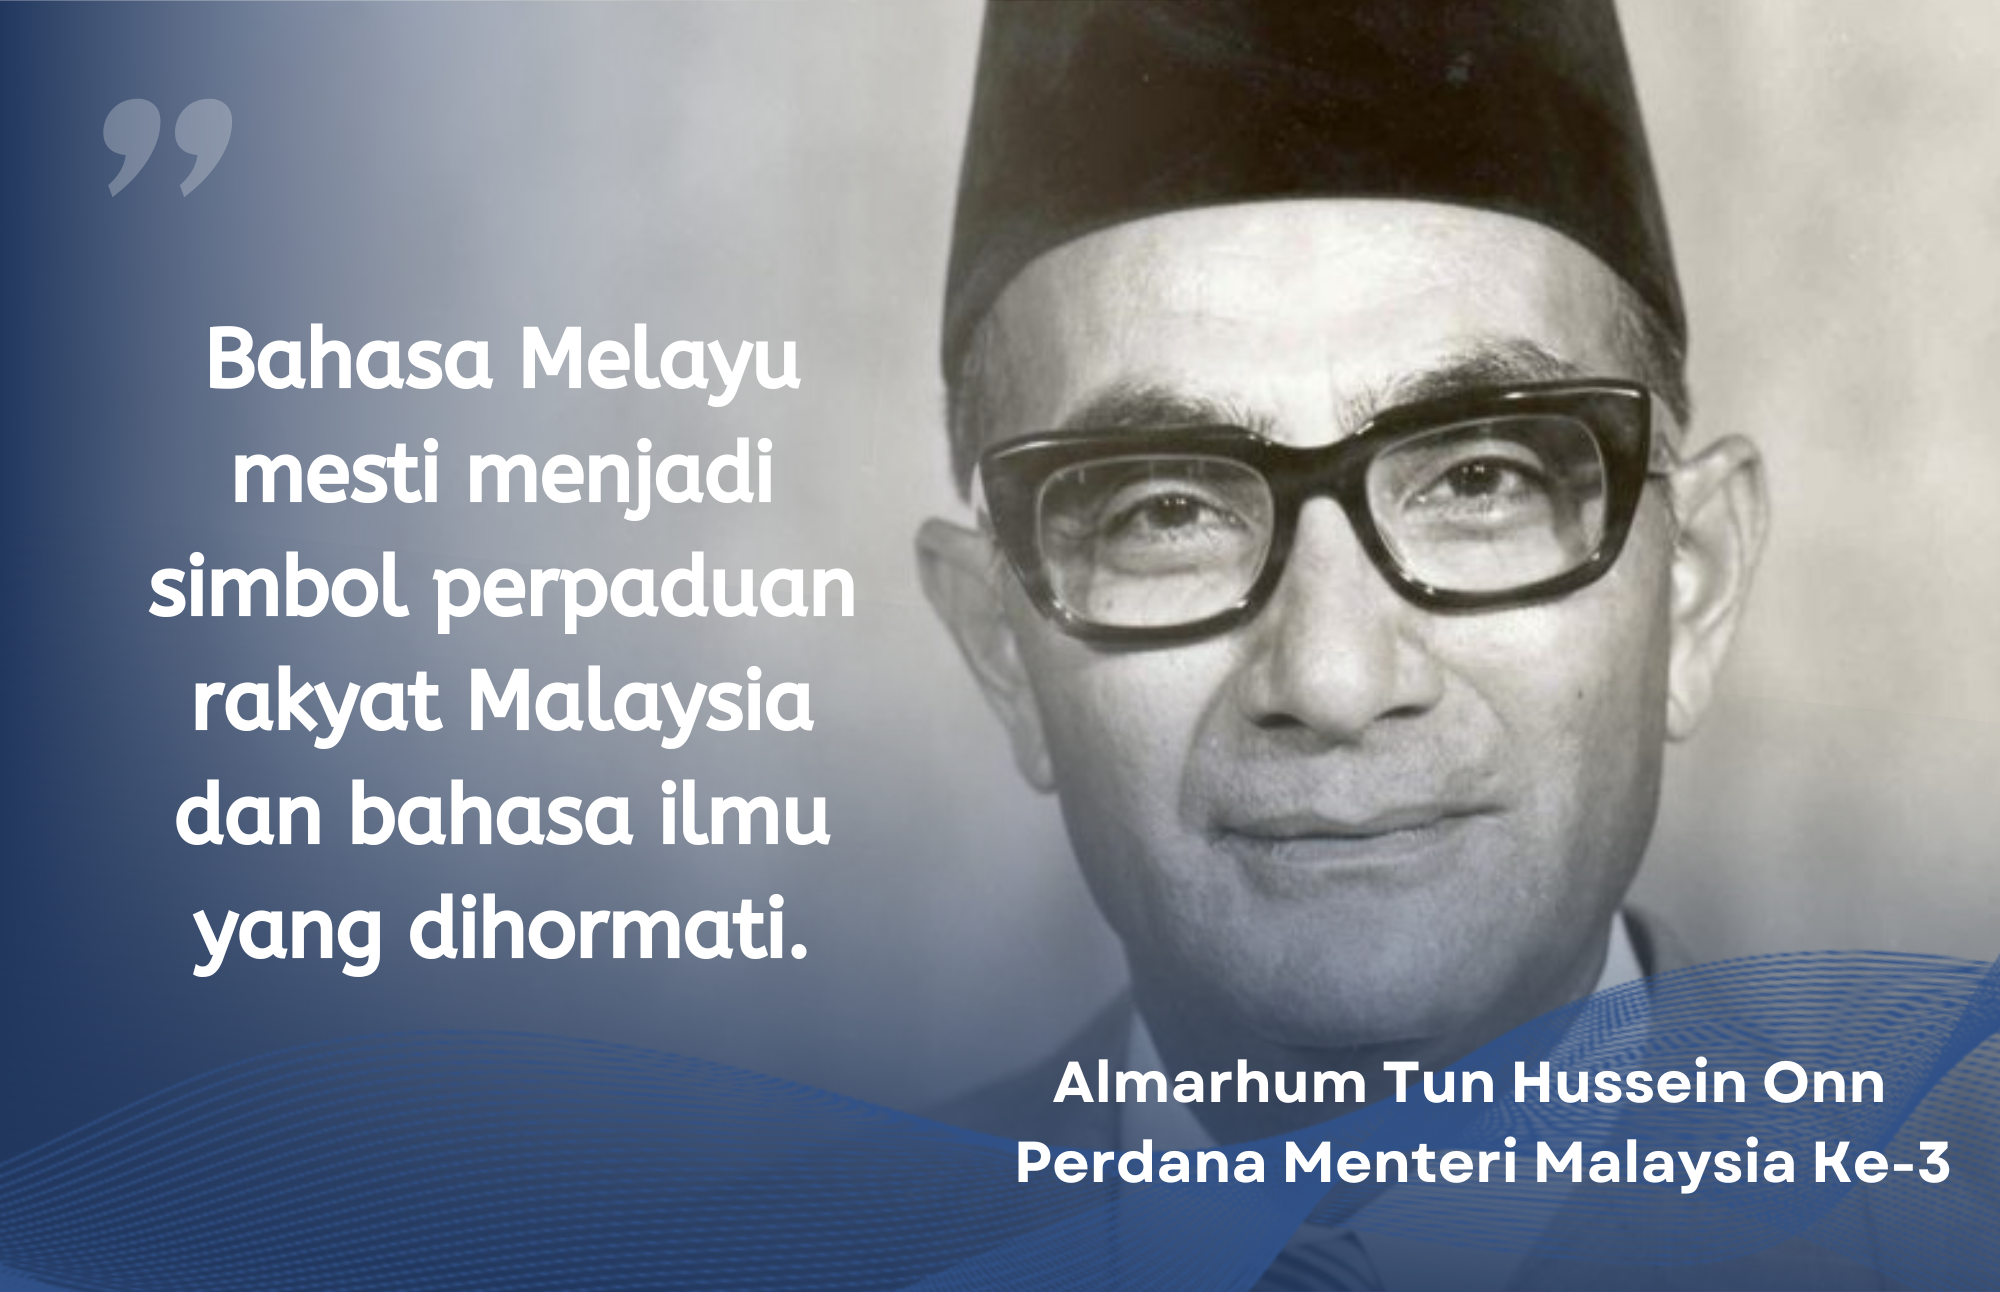 ”
Bahasa Melayu
mesti menjadi
simbol perpaduan
rakyat Malaysia
dan bahasa ilmu
yang dihormati.
Almarhum Tun Hussein Onn
Perdana Menteri Malaysia Ke-3